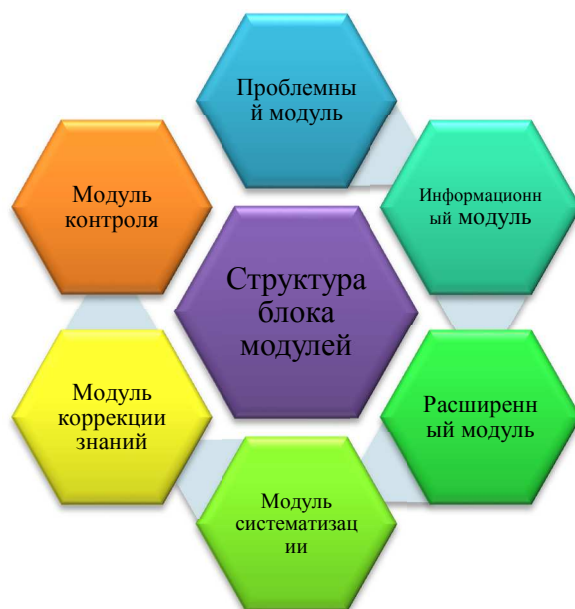 Проблемны
й модуль
Информационн
ый модуль
Расширенн
ый модуль
Модуль
систематизац
ии
Модуль
коррекции
знаний
Модуль
контроля
Структура
блока
модулей